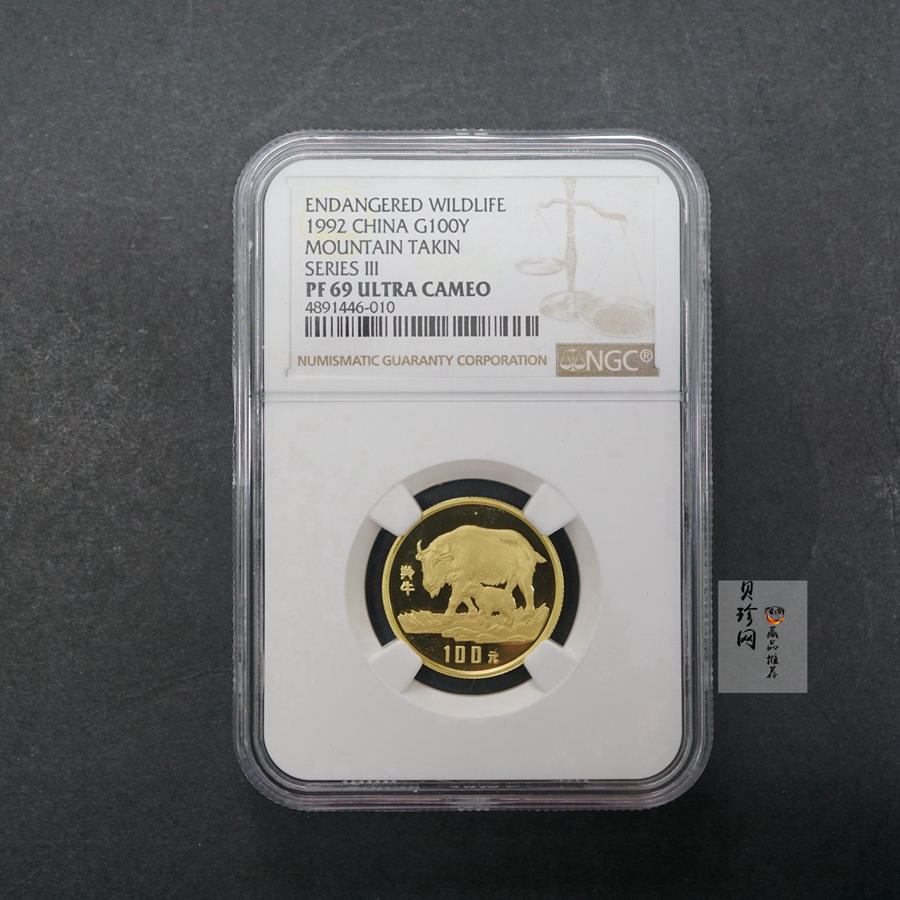 ENDANGERED WILDLIFE
1992 CHINA G100Y
MOUNTAIN TAKIN
SERIES III
PF 69 ULTRA CAMEO
4891446-010
NUMISMATIC GUARANTY CORPORATION NGC®
羚牛
100元
贝珍网
藏品推荐